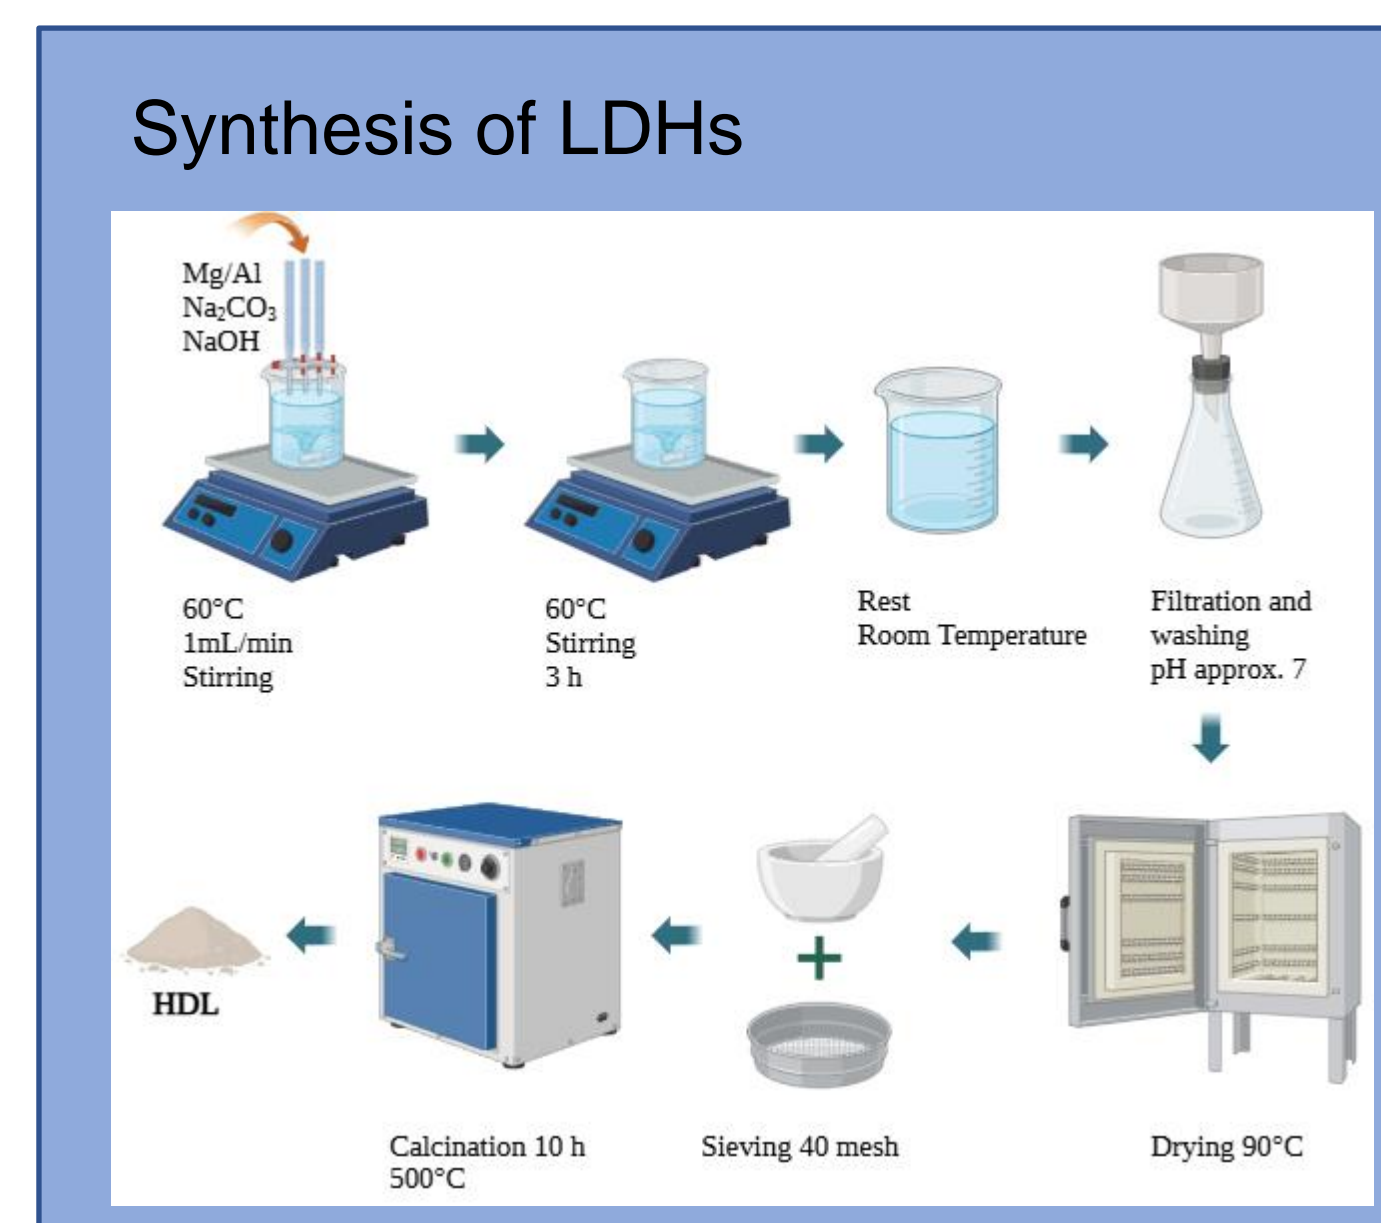 Synthesis of LDHs
Mg/Al
Na₂CO₃
NaOH
60°C
1mL/min
Stirring
60°C
Stirring
3 h
Rest
Room Temperature
Filtration and
washing
pH approx. 7
HDL
Calcination 10 h
500°C
Sieving 40 mesh
Drying 90°C